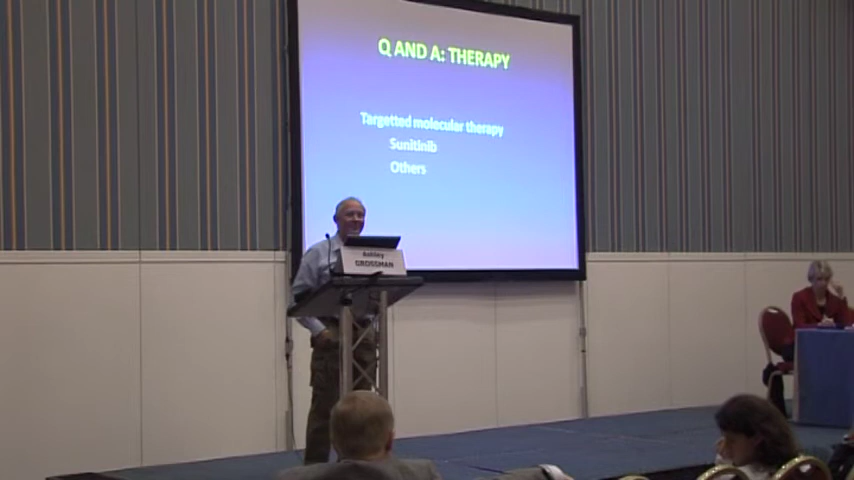 Q AND A: THERAPY
Targetted molecular therapy
Sunitinib
Others
Ashley
GROSSMAN